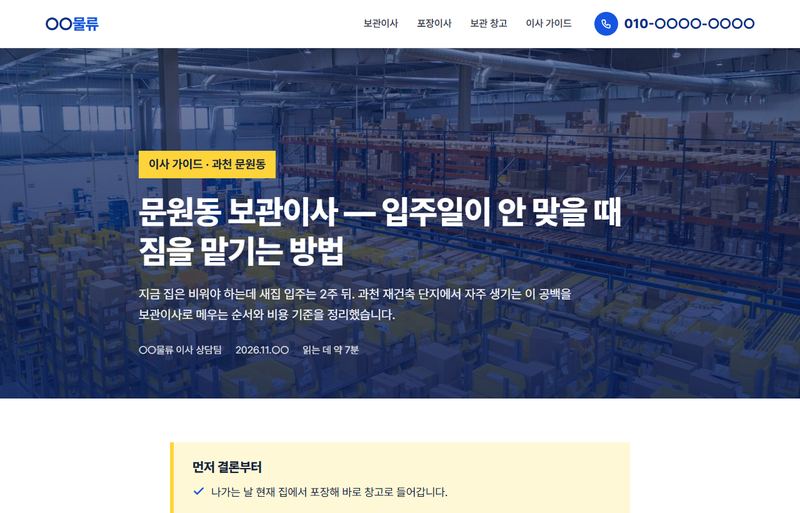 ○○물류
보관이사 포장이사 보관 창고 이사 가이드 010-○○○○-○○○○
이사 가이드 · 과천 문원동
문원동 보관이사 — 입주일이 안 맞을 때
짐을 맡기는 방법
지금 집은 비워야 하는데 새집 입주는 2주 뒤. 과천 재건축 단지에서 자주 생기는 이 공백을
보관이사로 메우는 순서와 비용 기준을 정리했습니다.
○○물류 이사 상담팀 2026.11.○○ 읽는 데 약 7분
먼저 결론부터
나가는 날 현재 집에서 포장해 바로 창고로 들어갑니다.